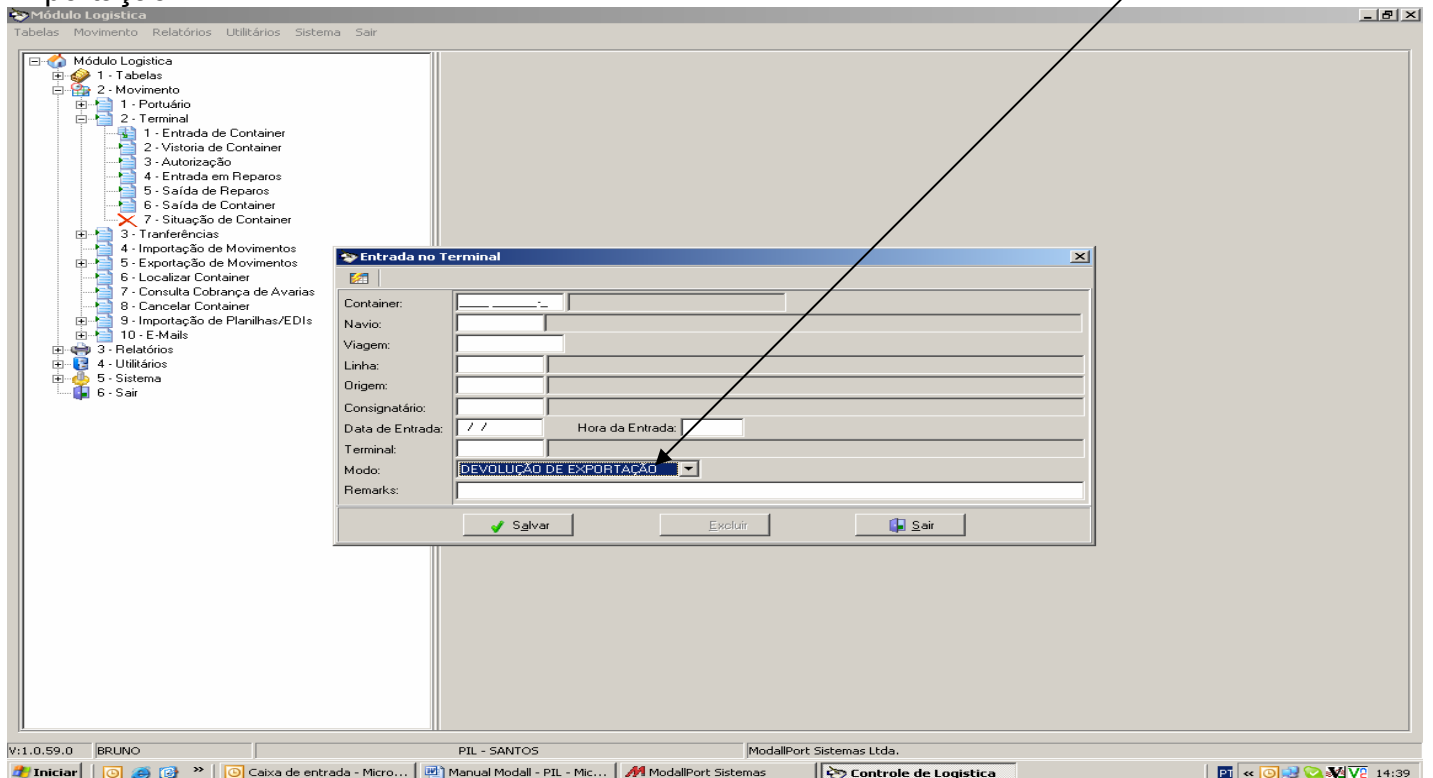 Módulo Logistica
Tabelas Movimento Relatórios Utilitários Sistema Sair
Módulo Logistica
1 - Tabelas
2 - Movimento
1 - Portuário
2 - Terminal
1 - Entrada de Container
2 - Vistoria de Container
3 - Autorização
4 - Entrada em Reparos
5 - Saída de Reparos
6 - Saída de Container
7 - Situação de Container
3 - Tranferências
4 - Importação de Movimentos
5 - Exportação de Movimentos
6 - Localizar Container
7 - Consulta Cobrança de Avarias
8 - Cancelar Container
9 - Importação de Planilhas/EDIs
10 - E-Mails
3 - Relatórios
4 - Utilitários
5 - Sistema
6 - Sair
Entrada no Terminal
Container: ____ ______-_
Navio:
Viagem:
Linha:
Origem:
Consignatário:
Data de Entrada: / / Hora da Entrada:
Terminal:
Modo: DEVOLUÇÃO DE EXPORTAÇÃO
Remarks:
Salvar Excluir Sair
V:1.0.59.0 BRUNO PIL - SANTOS ModallPort Sistemas Ltda.
Iniciar » Caixa de entrada - Micro... Manual Modall - PIL - Mic... ModallPort Sistemas Controle de Logistica PT « 14:39